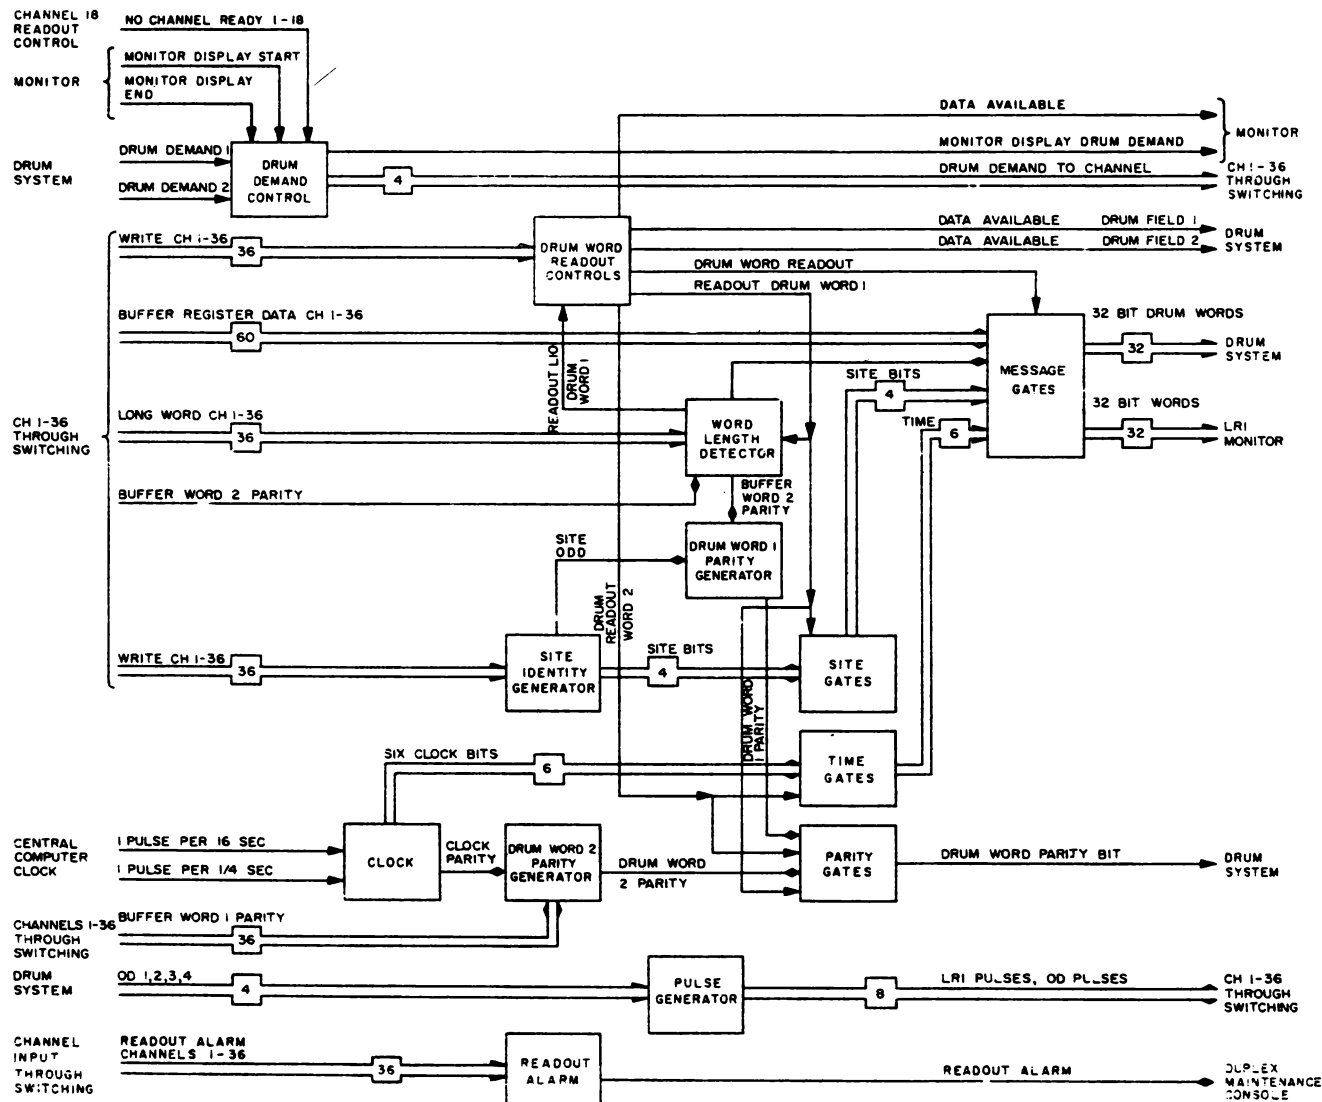 CHANNEL 18
READOUT
CONTROL
NO CHANNEL READY 1-18
MONITOR
MONITOR DISPLAY START
MONITOR DISPLAY
END
DRUM
SYSTEM
DRUM DEMAND 1
DRUM DEMAND 2
DRUM
DEMAND
CONTROL
4
DATA AVAILABLE
MONITOR DISPLAY DRUM DEMAND
MONITOR
DRUM DEMAND TO CHANNEL
CH 1-36
THROUGH
SWITCHING
WRITE CH 1-36
36
DRUM WORD
READOUT
CONTROLS
DATA AVAILABLE DRUM FIELD 1
DATA AVAILABLE DRUM FIELD 2
DRUM
SYSTEM
DRUM WORD READOUT
READOUT DRUM WORD 1
BUFFER REGISTER DATA CH 1-36
60
READOUT LIO
DRUM
WORD 1
MESSAGE
GATES
32 BIT DRUM WORDS
32
DRUM
SYSTEM
32 BIT WORDS
32
LRI
MONITOR
SITE BITS
4
TIME
6
CH 1-36
THROUGH
SWITCHING
LONG WORD CH 1-36
36
WORD
LENGTH
DETECTOR
BUFFER WORD 2 PARITY
BUFFER
WORD 2
PARITY
SITE
ODD
DRUM WORD 1
PARITY
GENERATOR
DRUM
READOUT
WORD 2
WRITE CH 1-36
36
SITE
IDENTITY
GENERATOR
SITE BITS
4
SITE
GATES
DRUM WORD
1 PARITY
SIX CLOCK BITS
6
TIME
GATES
CENTRAL
COMPUTER
CLOCK
1 PULSE PER 16 SEC
1 PULSE PER 1/4 SEC
CLOCK
CLOCK
PARITY
DRUM WORD 2
PARITY
GENERATOR
DRUM WORD
2 PARITY
PARITY
GATES
DRUM WORD PARITY BIT
DRUM
SYSTEM
CHANNELS 1-36
THROUGH
SWITCHING
BUFFER WORD 1 PARITY
36
DRUM
SYSTEM
OD 1,2,3,4
4
PULSE
GENERATOR
8
LRI PULSES, OD PULSES
CH 1-36
THROUGH
SWITCHING
CHANNEL
INPUT
THROUGH
SWITCHING
READOUT ALARM
CHANNELS 1-36
36
READOUT
ALARM
READOUT ALARM
DUPLEX
MAINTENANCE
CONSOLE